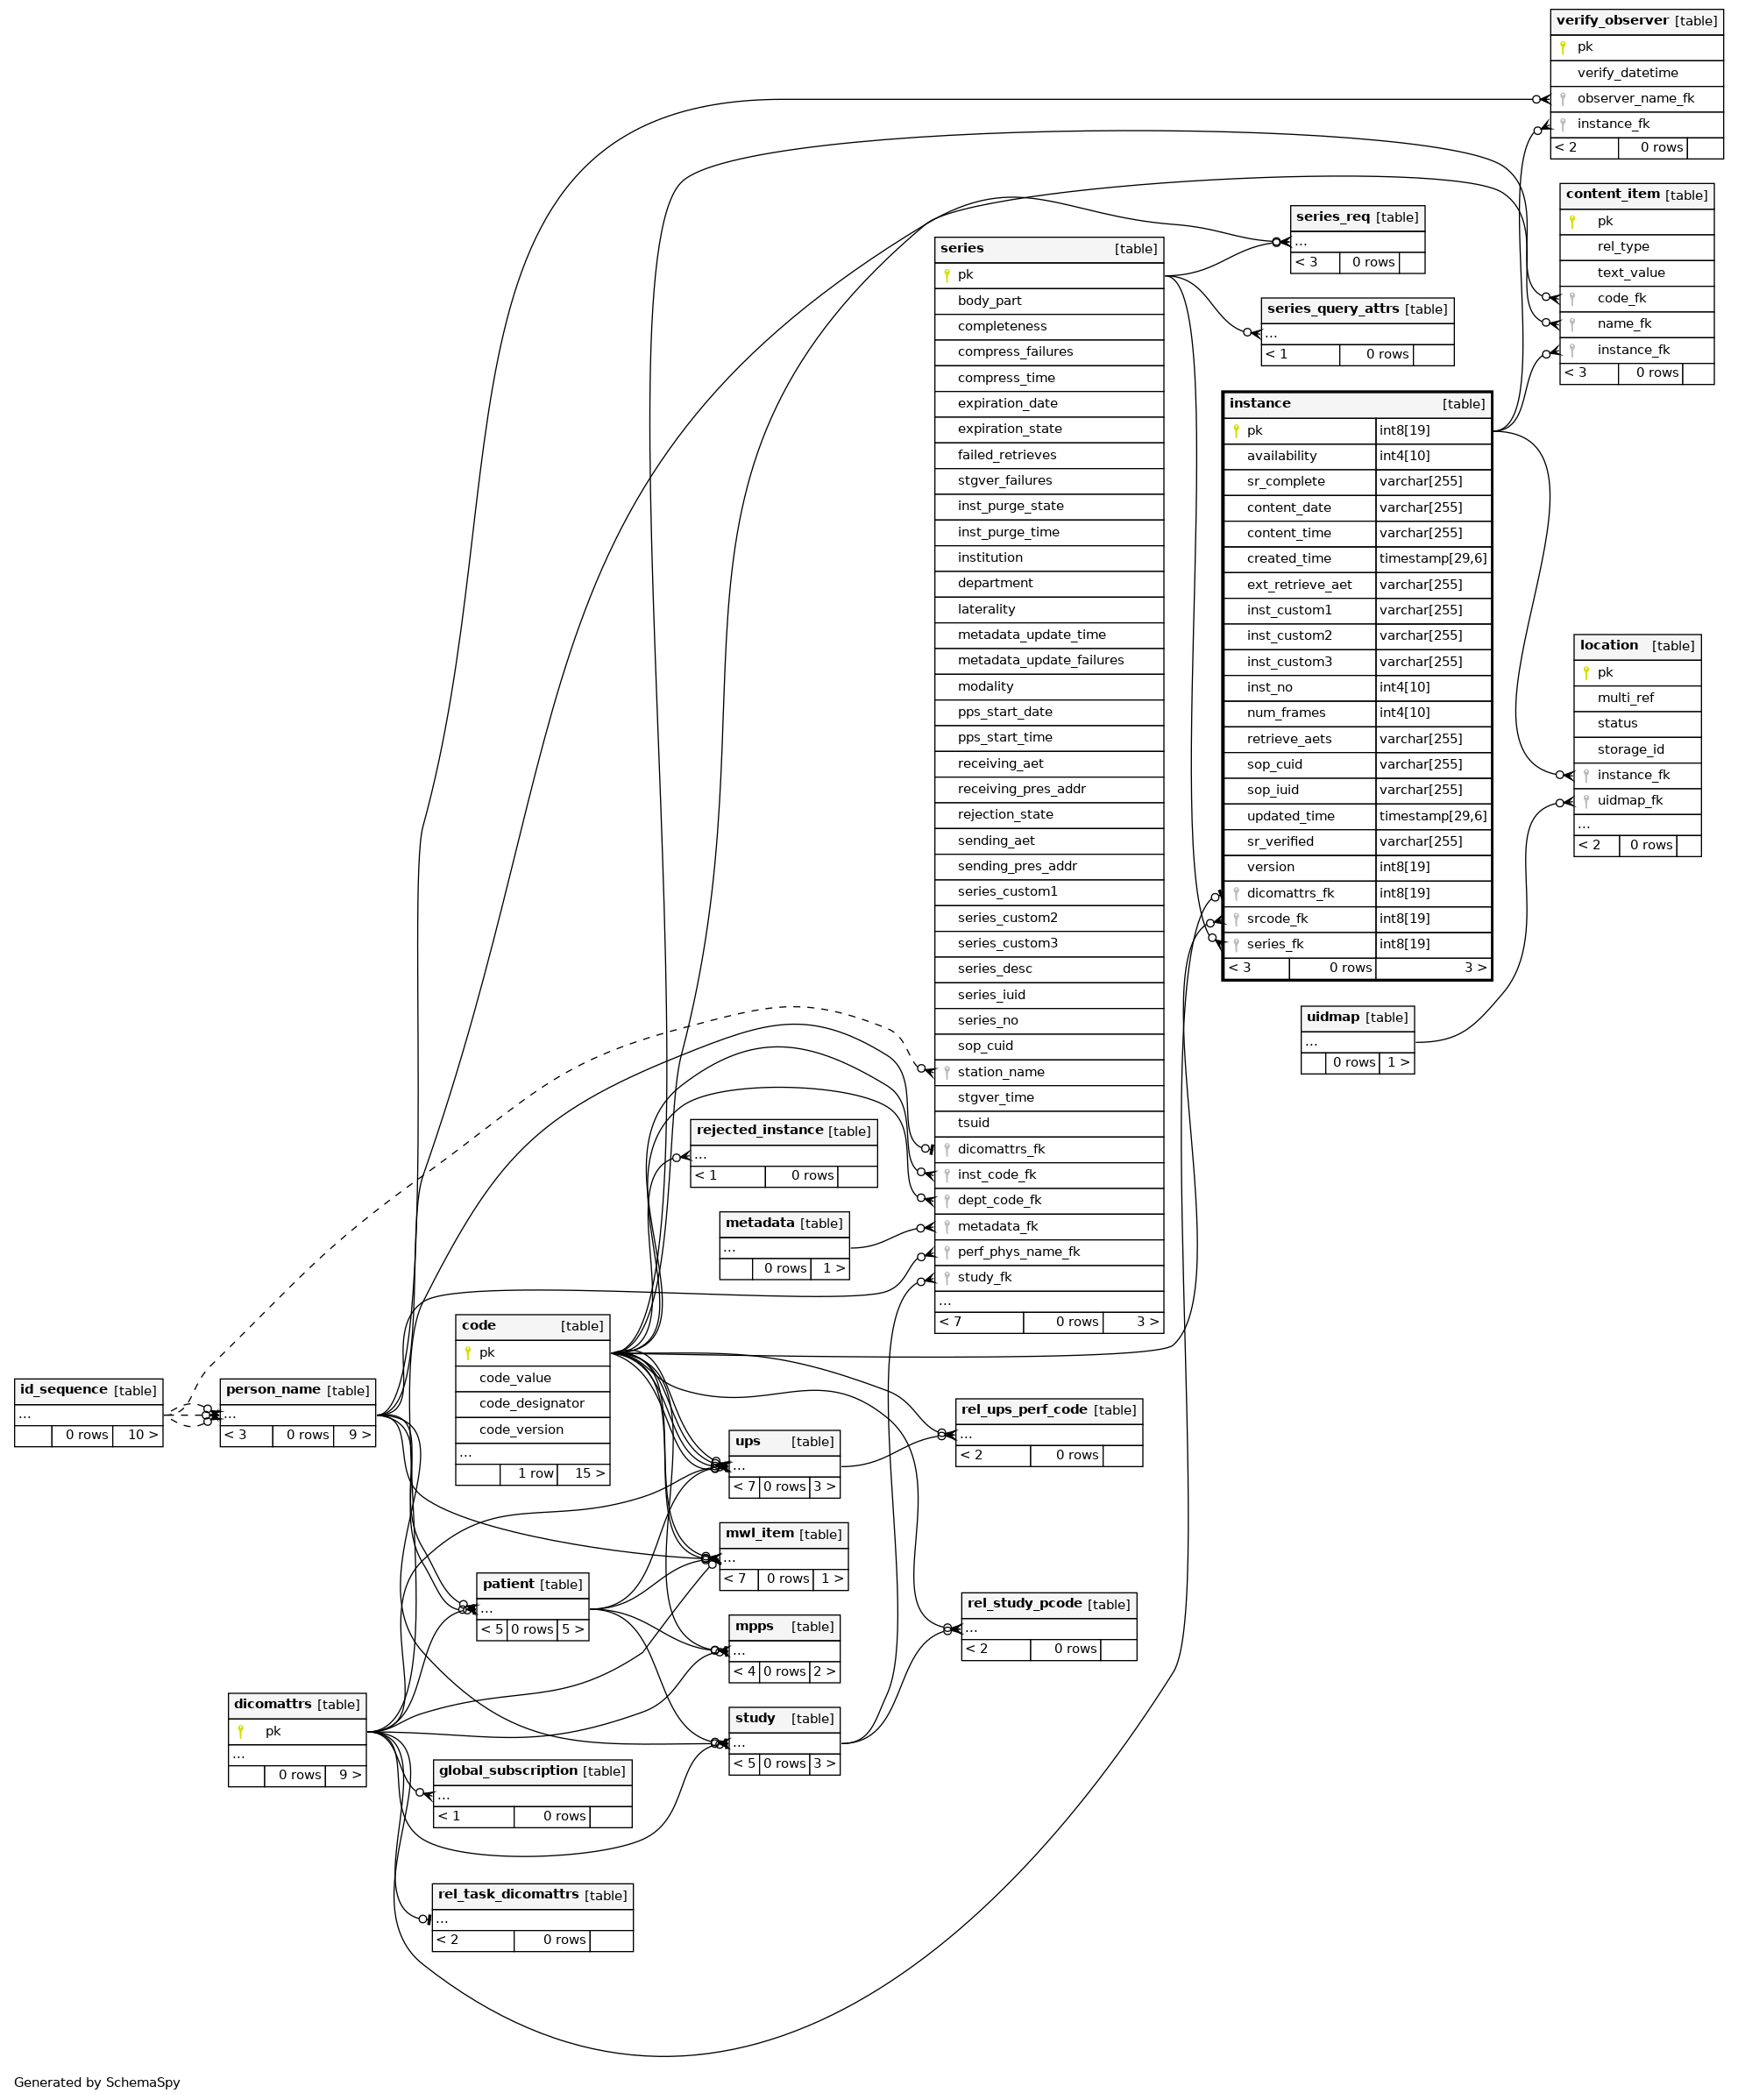 verify_observer [table]
pk
verify_datetime
observer_name_fk
instance_fk
< 2 0 rows
content_item [table]
pk
rel_type
text_value
code_fk
name_fk
instance_fk
< 3 0 rows
series_req [table]
...
< 3 0 rows
series_query_attrs [table]
...
< 1 0 rows
series [table]
pk
body_part
completeness
compress_failures
compress_time
expiration_date
expiration_state
failed_retrieves
stgver_failures
inst_purge_state
inst_purge_time
institution
department
laterality
metadata_update_time
metadata_update_failures
modality
pps_start_date
pps_start_time
receiving_aet
receiving_pres_addr
rejection_state
sending_aet
sending_pres_addr
series_custom1
series_custom2
series_custom3
series_desc
series_iuid
series_no
sop_cuid
station_name
stgver_time
tsuid
dicomattrs_fk
inst_code_fk
dept_code_fk
metadata_fk
perf_phys_name_fk
study_fk
...
< 7 0 rows 3 >
instance [table]
pk int8[19]
availability int4[10]
sr_complete varchar[255]
content_date varchar[255]
content_time varchar[255]
created_time timestamp[29,6]
ext_retrieve_aet varchar[255]
inst_custom1 varchar[255]
inst_custom2 varchar[255]
inst_custom3 varchar[255]
inst_no int4[10]
num_frames int4[10]
retrieve_aets varchar[255]
sop_cuid varchar[255]
sop_iuid varchar[255]
updated_time timestamp[29,6]
sr_verified varchar[255]
version int8[19]
dicomattrs_fk int8[19]
srcode_fk int8[19]
series_fk int8[19]
< 3 0 rows 3 >
location [table]
pk
multi_ref
status
storage_id
instance_fk
uidmap_fk
...
< 2 0 rows
uidmap [table]
...
0 rows 1 >
rejected_instance [table]
...
< 1 0 rows
metadata [table]
...
0 rows 1 >
code [table]
pk
code_value
code_designator
code_version
...
1 row 15 >
id_sequence [table]
...
0 rows 10 >
person_name [table]
...
< 3 0 rows 9 >
ups [table]
...
< 7 0 rows 3 >
rel_ups_perf_code [table]
...
< 2 0 rows
mwl_item [table]
...
< 7 0 rows 1 >
patient [table]
...
< 5 0 rows 5 >
mpps [table]
...
< 4 0 rows 2 >
rel_study_pcode [table]
...
< 2 0 rows
study [table]
...
< 5 0 rows 3 >
dicomattrs [table]
pk
...
0 rows 9 >
global_subscription [table]
...
< 1 0 rows
rel_task_dicomattrs [table]
...
< 2 0 rows
Generated by SchemaSpy